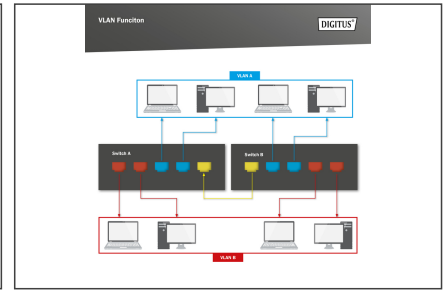 VLAN Funciton
DIGITUS®
VLAN A
Switch A
Switch B
VLAN B